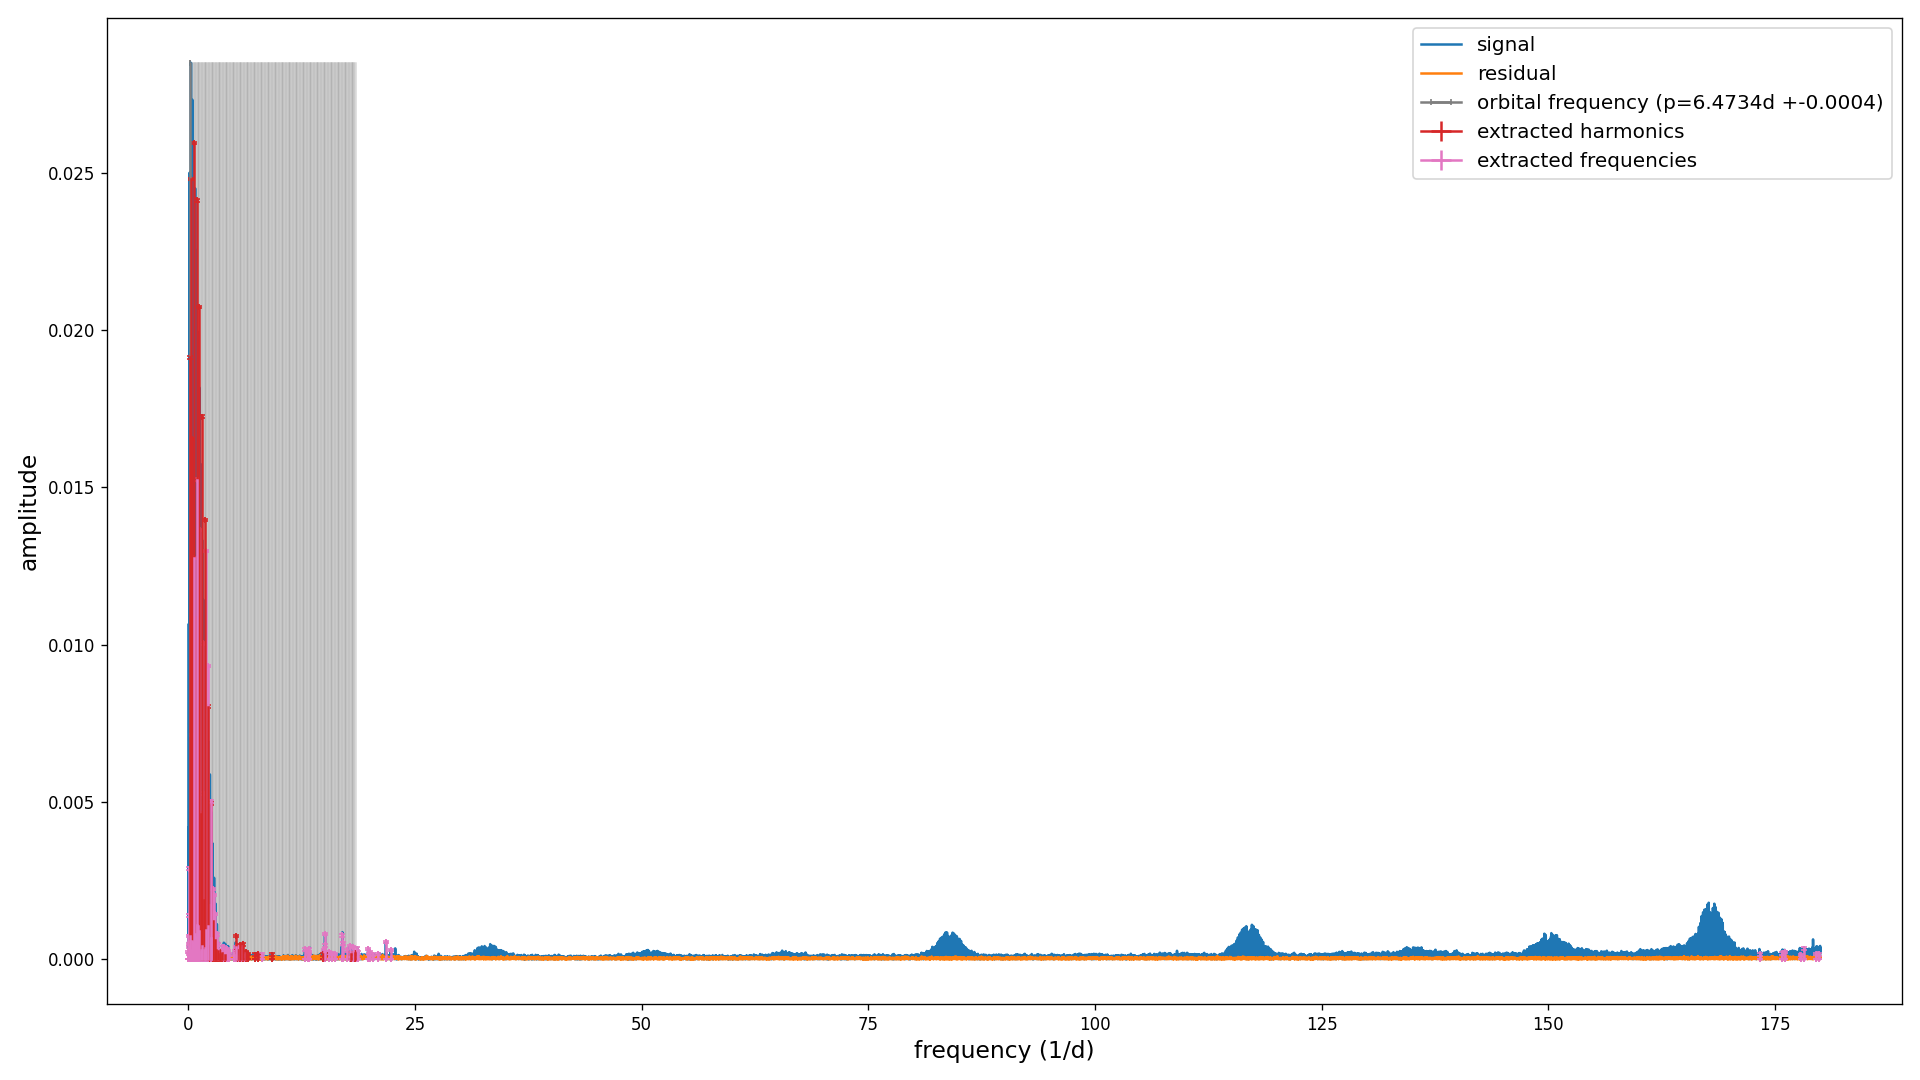 signal
residual
orbital frequency (p=6.4734d +-0.0004)
extracted harmonics
extracted frequencies
amplitude
0.025
0.020
0.015
0.010
0.005
0.000
0 25 50 75 100 125 150 175
frequency (1/d)